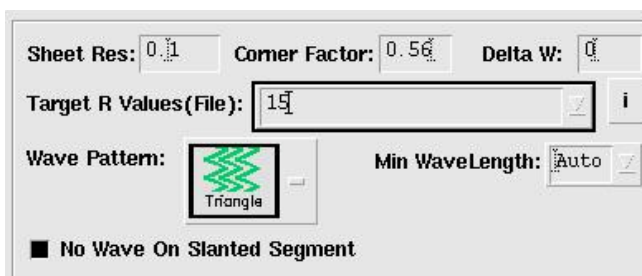 Sheet Res: 0.1 Corner Factor: 0.56 Delta W: 0
Target R Values(File): 15 i
Wave Pattern: Triangle Min WaveLength: Auto
No Wave On Slanted Segment